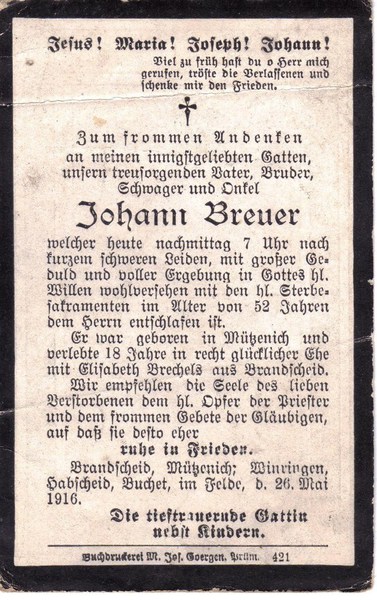 Jesus! Maria! Joseph! Johann!
Viel zu früh hast du o Herr mich
gerufen, tröste die Verlassenen und
schenke mir den Frieden.
Zum frommen Andenken
an meinen innigstgeliebten Gatten,
unsern treusorgenden Vater, Bruder,
Schwager und Onkel
Johann Breuer
welcher heute nachmittag 7 Uhr nach
kurzem schweren Leiden, mit großer Ge-
duld und voller Ergebung in Gottes hl.
Willen wohlversehen mit den hl. Sterbe-
sakramenten im Alter von 52 Jahren
dem Herrn entschlafen ist.
Er war geboren in Mützenich und
verlebte 18 Jahre in recht glücklicher Ehe
mit Elisabeth Brechels aus Brandscheid.
Wir empfehlen die Seele des lieben
Verstorbenen dem hl. Opfer der Priester
und dem frommen Gebete der Gläubigen,
auf daß sie desto eher
ruhe in Frieden.
Brandscheid, Mützenich; Winringen,
Habscheid, Buchet, im Felde, d. 26. Mai
1916.
Die tieftrauernde Gattin
nebst Kindern.
Buchdruckerei M. Jos. Goergen, Prüm. 421